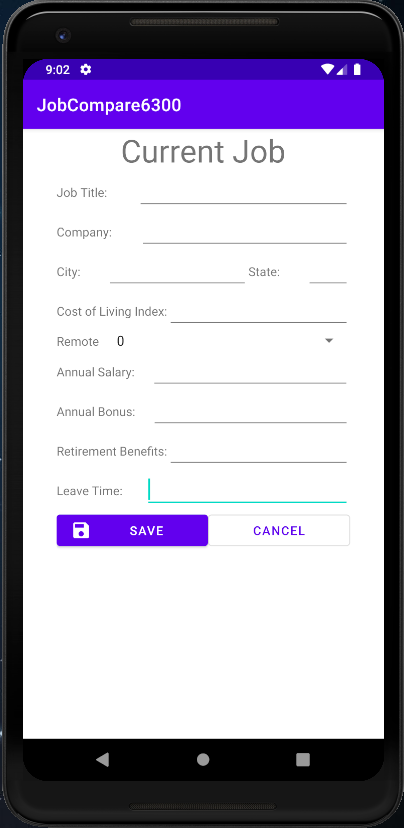 9:02
JobCompare6300
Current Job
Job Title:
Company:
City: State:
Cost of Living Index:
Remote 0
Annual Salary:
Annual Bonus:
Retirement Benefits:
Leave Time:
SAVE CANCEL